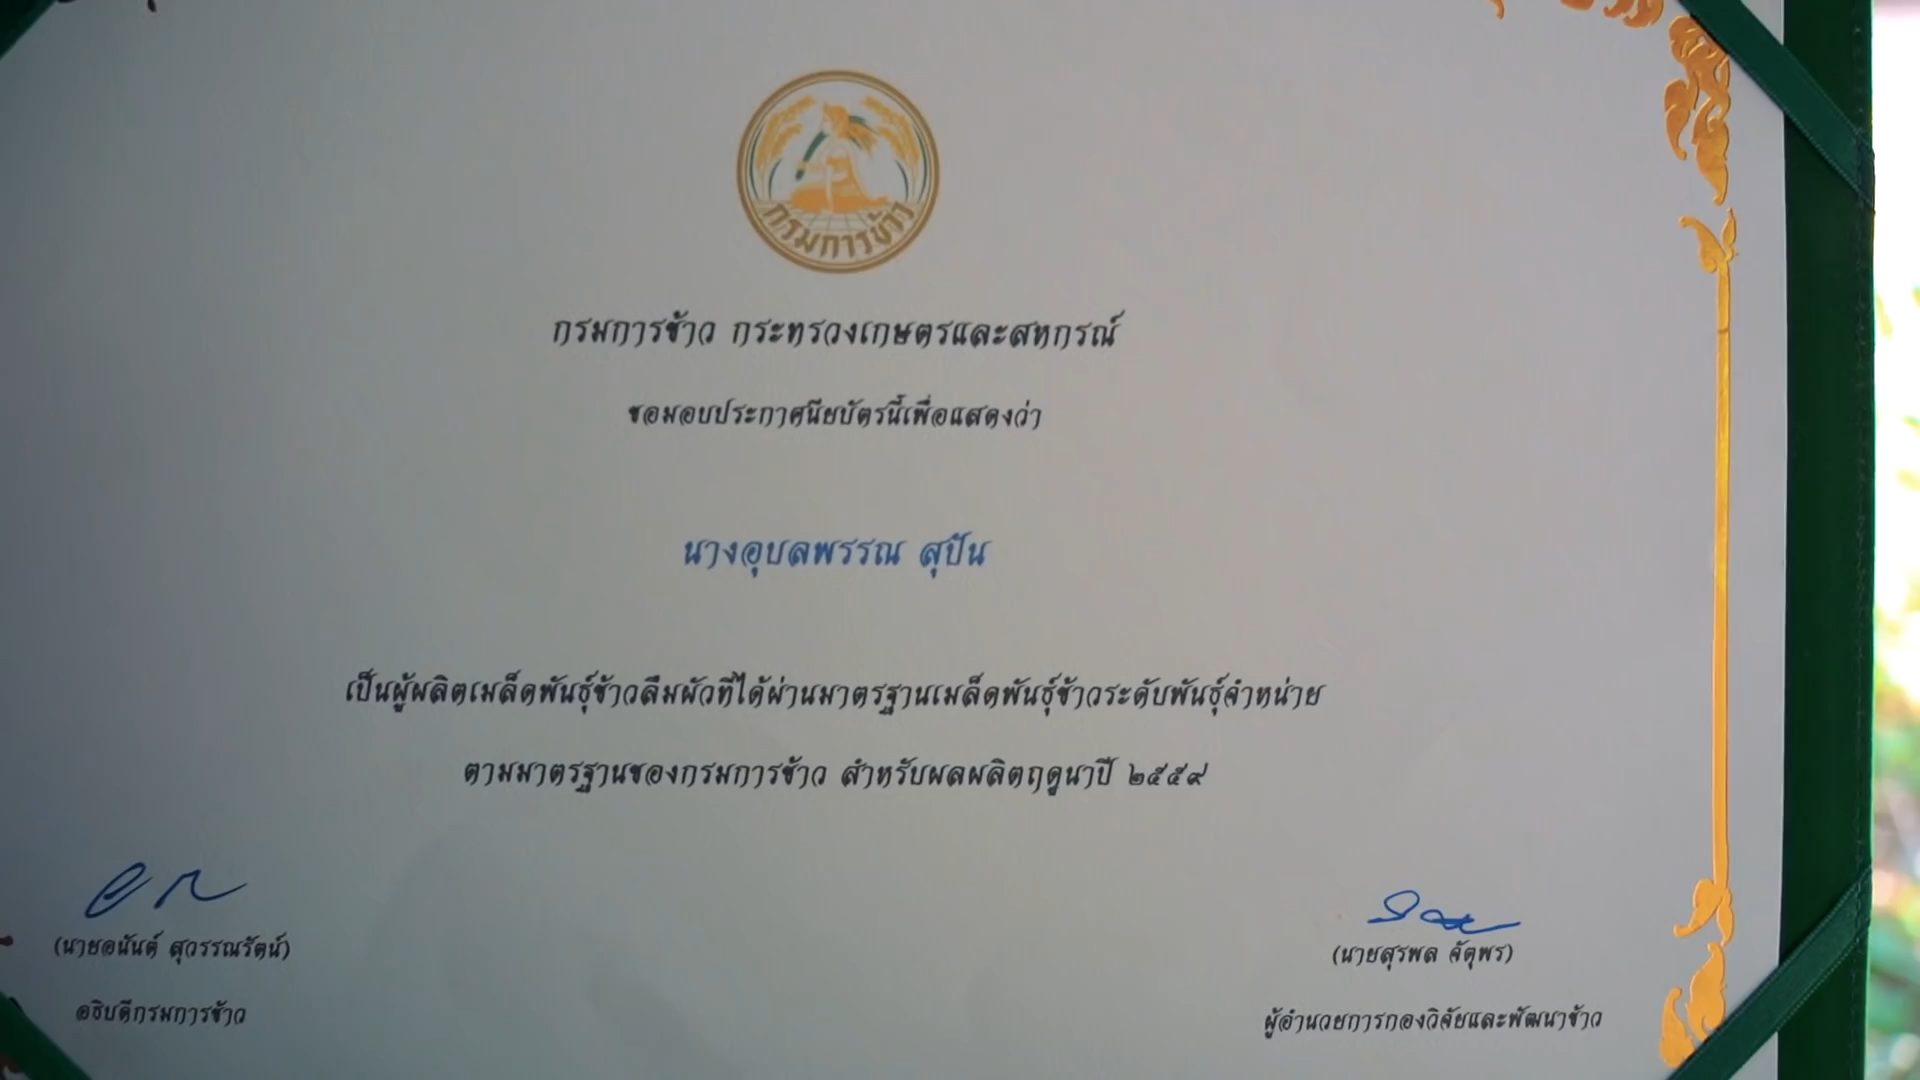 กรมการข้าว
กรมการข้าว กระทรวงเกษตรและสหกรณ์
ขอมอบประกาศนียบัตรนี้เพื่อแสดงว่า
นางอุบลพรรณ สุปัน
เป็นผู้ผลิตเมล็ดพันธุ์ข้าวลืมผัวที่ได้ผ่านมาตรฐานเมล็ดพันธุ์ข้าวระดับพันธุ์จำหน่าย
ตามมาตรฐานของกรมการข้าว สำหรับผลผลิตฤดูนาปี ๒๕๕๙
(นายอนันต์ สุวรรณรัตน์)
อธิบดีกรมการข้าว
(นายสุรพล จัตุพร)
ผู้อำนวยการกองวิจัยและพัฒนาข้าว